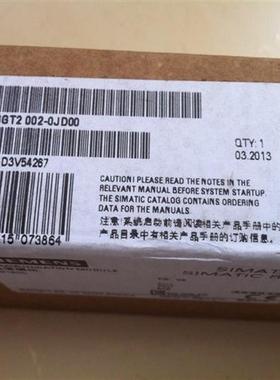 GT2 002-0JD00
QTY: 1
D3V54267
03.2013
CAUTION! PLEASE READ THE NOTES IN THE
RELEVANT MANUAL BEFORE SYSTEM STARTUP.
THE SIMATIC CATALOG CONTAINS ORDERING
DATA FOR THE MANUALS.
注意!系统启动前请阅读相关产品手册中的
产品目录中有相关产品手册的订购信息.
15 073864
SIEMENS
SIMA
SIMATIC